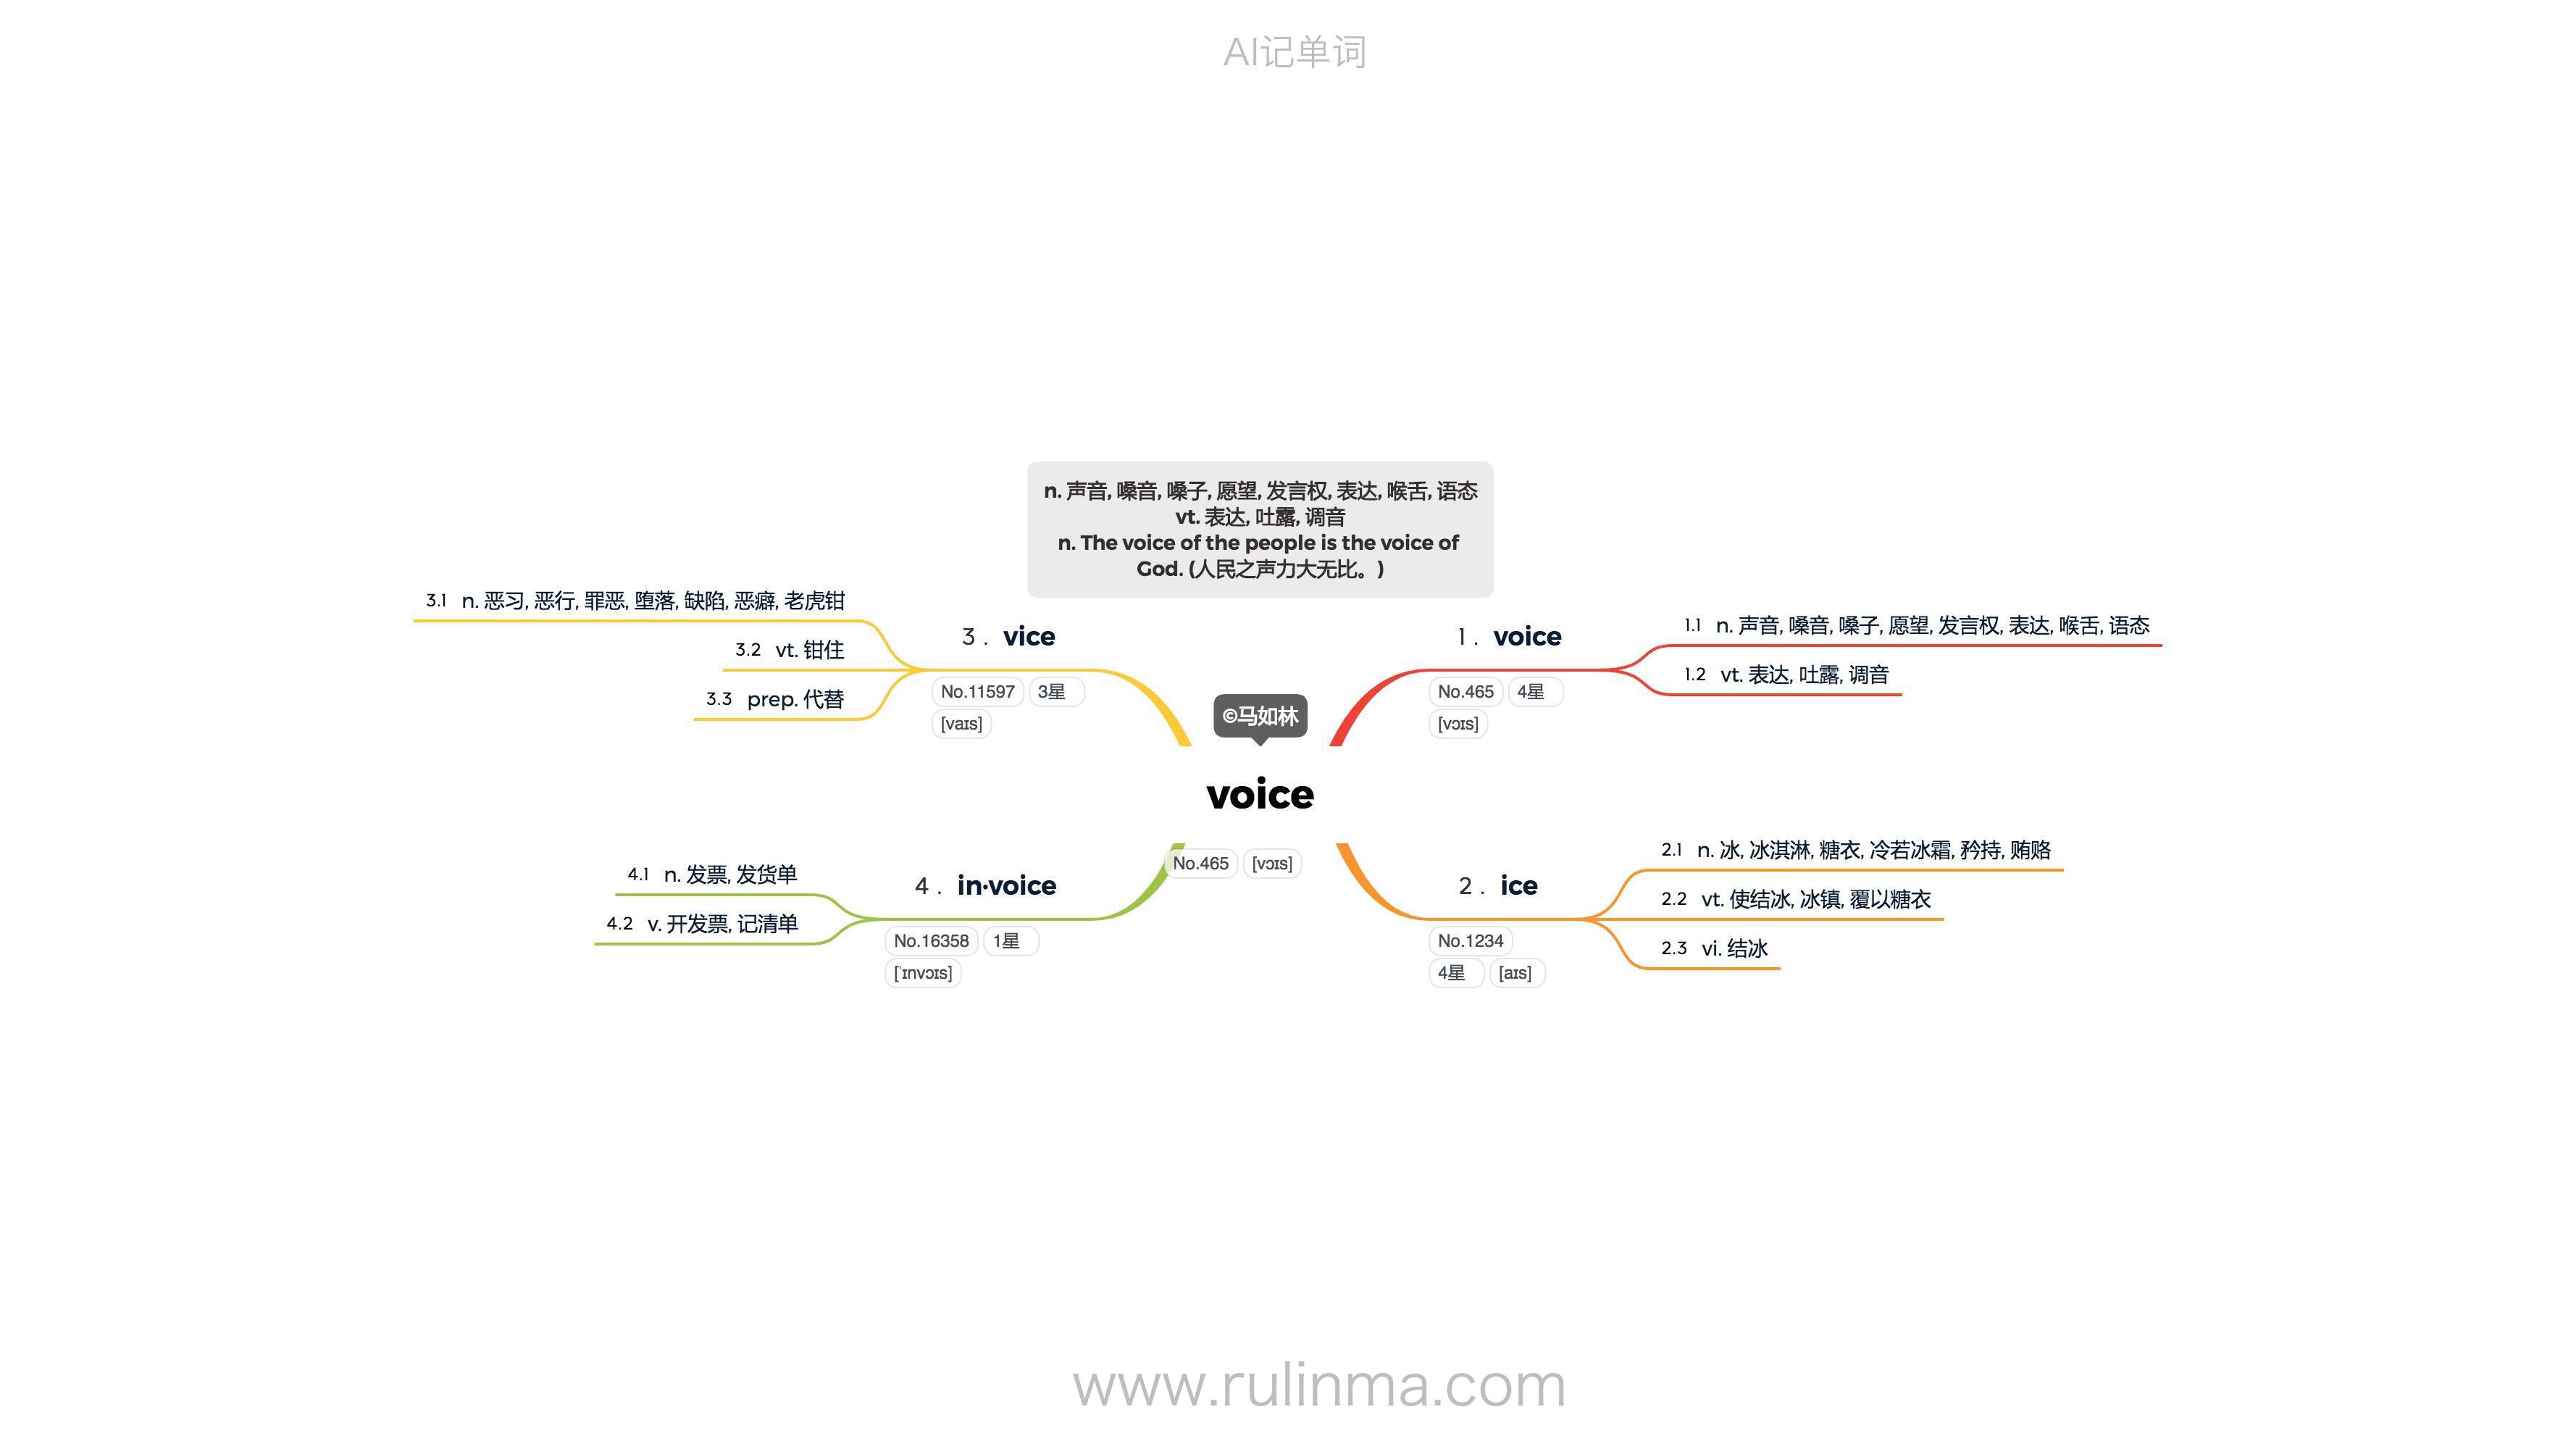 AI记单词
n. 声音, 嗓音, 嗓子, 愿望, 发言权, 表达, 喉舌, 语态
vt. 表达, 吐露, 调音
n. The voice of the people is the voice of
God. (人民之声力大无比。)
©马如林
voice
No.465 [vɔɪs]
1 . voice
No.465 4星
[vɔɪs]
1.1 n. 声音, 嗓音, 嗓子, 愿望, 发言权, 表达, 喉舌, 语态
1.2 vt. 表达, 吐露, 调音
2 . ice
No.1234
4星 [aɪs]
2.1 n. 冰, 冰淇淋, 糖衣, 冷若冰霜, 矜持, 贿赂
2.2 vt. 使结冰, 冰镇, 覆以糖衣
2.3 vi. 结冰
3 . vice
No.11597 3星
[vaɪs]
3.1 n. 恶习, 恶行, 罪恶, 堕落, 缺陷, 恶癖, 老虎钳
3.2 vt. 钳住
3.3 prep. 代替
4 . in·voice
No.16358 1星
[ˈɪnvɔɪs]
4.1 n. 发票, 发货单
4.2 v. 开发票, 记清单
www.rulinma.com